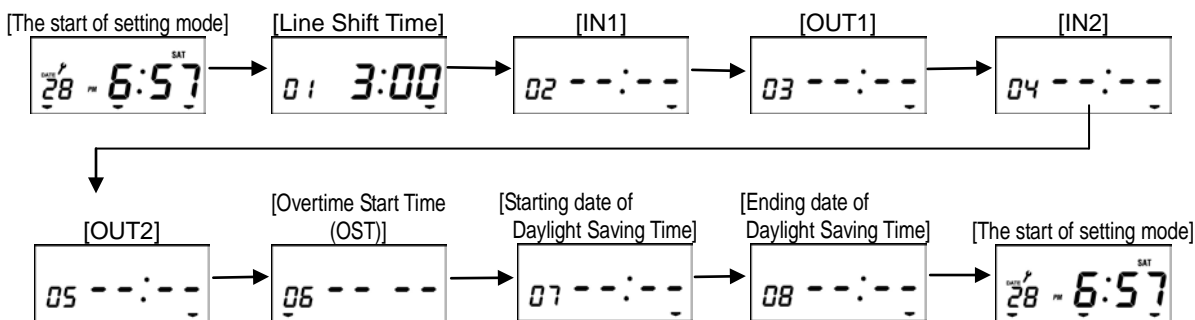 [The start of setting mode]
[Line Shift Time]
[IN1]
[OUT1]
[IN2]
SAT
DATE 28 PM 6:57
01 3:00
02 --:--
03 --:--
04 --:--
[OUT2]
[Overtime Start Time
(OST)]
[Starting date of
Daylight Saving Time]
[Ending date of
Daylight Saving Time]
[The start of setting mode]
05 --:--
06 -- --
07 --:--
08 --:--
SAT
DATE 28 PM 6:57